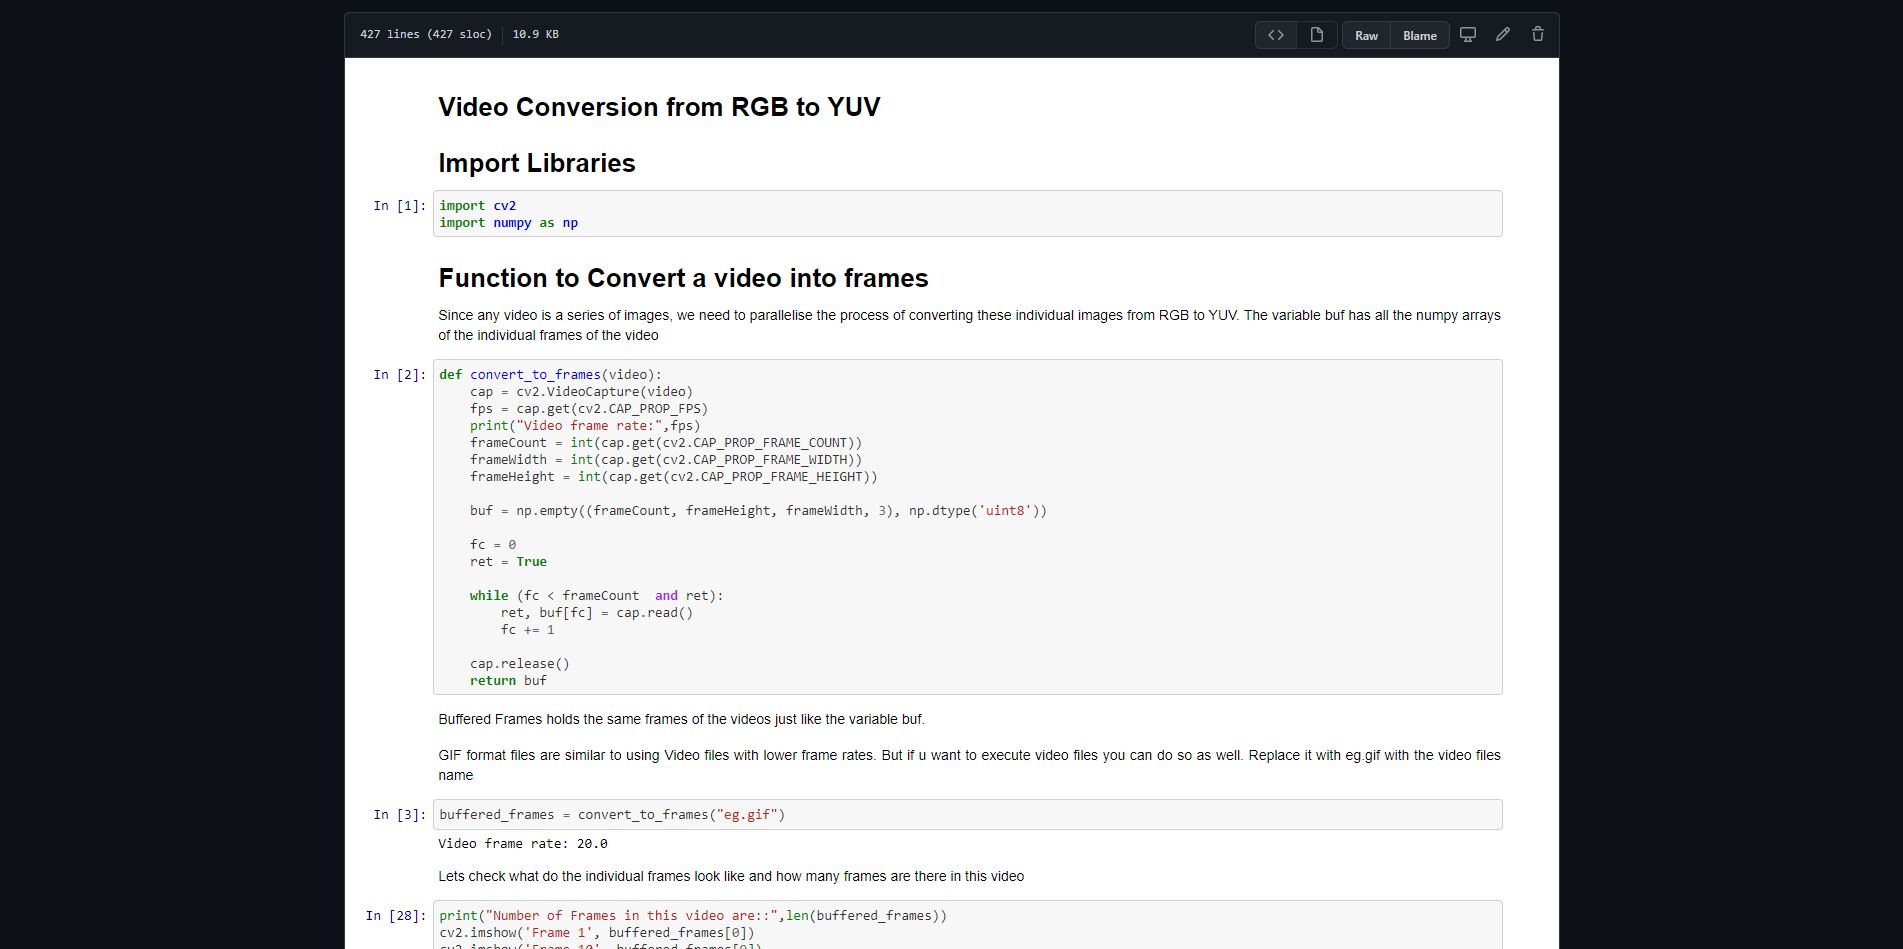 427 lines (427 sloc) 10.9 KB
Raw Blame
Video Conversion from RGB to YUV
Import Libraries
In [1]: import cv2
import numpy as np
Function to Convert a video into frames
Since any video is a series of images, we need to parallelise the process of converting these individual images from RGB to YUV. The variable buf has all the numpy arrays
of the individual frames of the video
In [2]: def convert_to_frames(video):
    cap = cv2.VideoCapture(video)
    fps = cap.get(cv2.CAP_PROP_FPS)
    print("Video frame rate:",fps)
    frameCount = int(cap.get(cv2.CAP_PROP_FRAME_COUNT))
    frameWidth = int(cap.get(cv2.CAP_PROP_FRAME_WIDTH))
    frameHeight = int(cap.get(cv2.CAP_PROP_FRAME_HEIGHT))
    buf = np.empty((frameCount, frameHeight, frameWidth, 3), np.dtype('uint8'))
    fc = 0
    ret = True
    while (fc < frameCount  and ret):
        ret, buf[fc] = cap.read()
        fc += 1
    cap.release()
    return buf
Buffered Frames holds the same frames of the videos just like the variable buf.
GIF format files are similar to using Video files with lower frame rates. But if u want to execute video files you can do so as well. Replace it with eg.gif with the video files
name
In [3]: buffered_frames = convert_to_frames("eg.gif")
Video frame rate: 20.0
Lets check what do the individual frames look like and how many frames are there in this video
In [28]: print("Number of Frames in this video are::",len(buffered_frames))
cv2.imshow('Frame 1', buffered_frames[0])
cv2.imshow('Frame 10', buffered_frames[9])